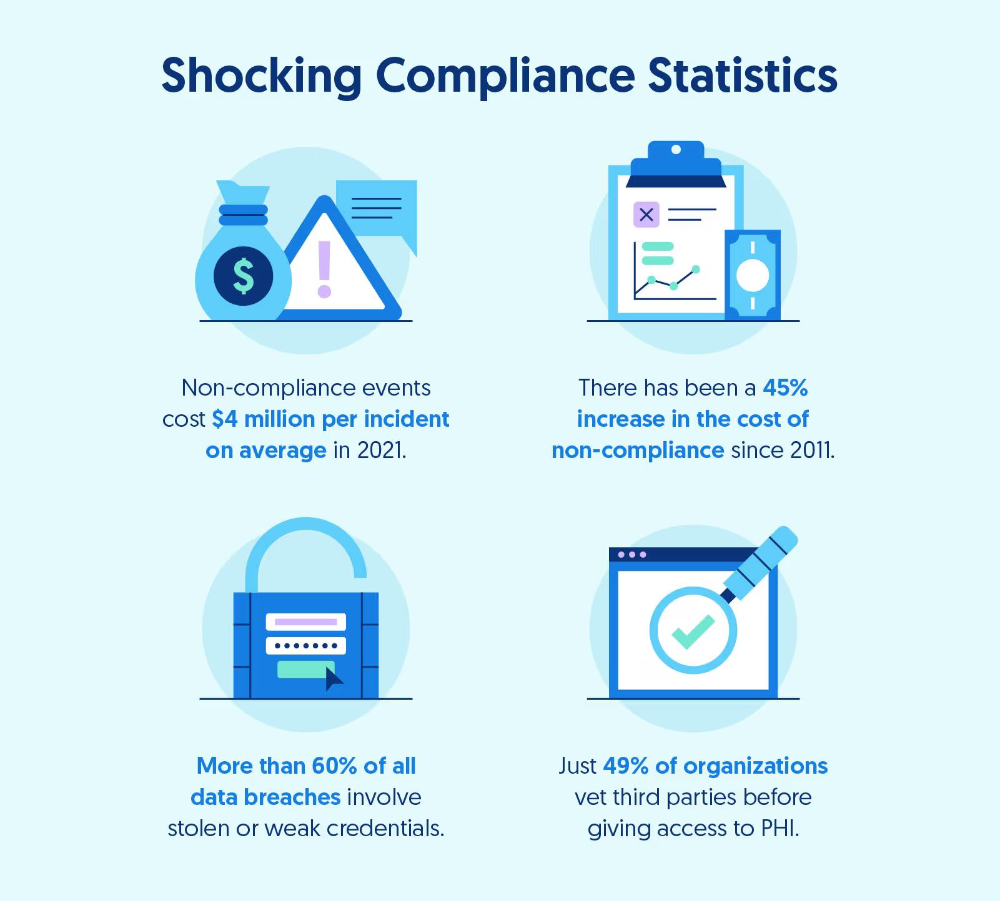 Shocking Compliance Statistics
$
!
Non-compliance events
cost $4 million per incident
on average in 2021.
There has been a 45%
increase in the cost of
non-compliance since 2011.
More than 60% of all
data breaches involve
stolen or weak credentials.
Just 49% of organizations
vet third parties before
giving access to PHI.